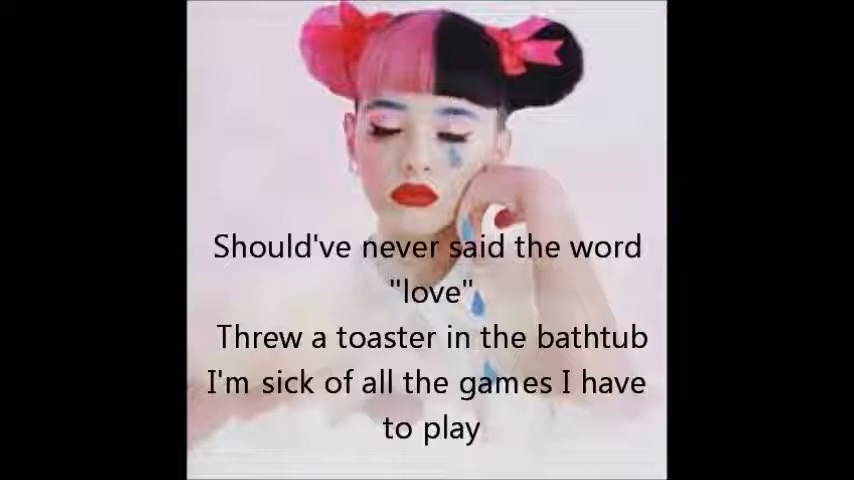 Should've never said the word
"love"
Threw a toaster in the bathtub
I'm sick of all the games I have
to play